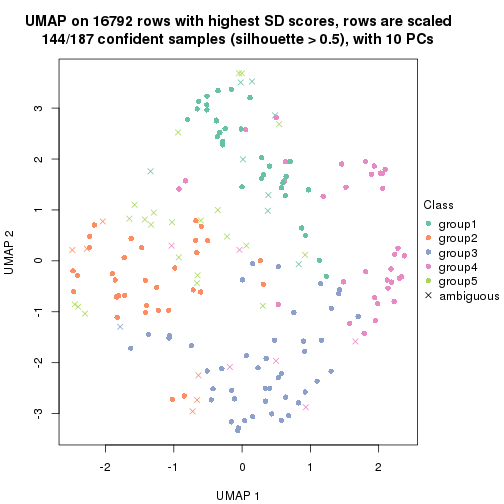 UMAP on 16792 rows with highest SD scores, rows are scaled
144/187 confident samples (silhouette > 0.5), with 10 PCs
3
2
1
0
-1
-2
-3
UMAP 2
-2
-1
0
1
2
UMAP 1
Class
group1
group2
group3
group4
group5
ambiguous